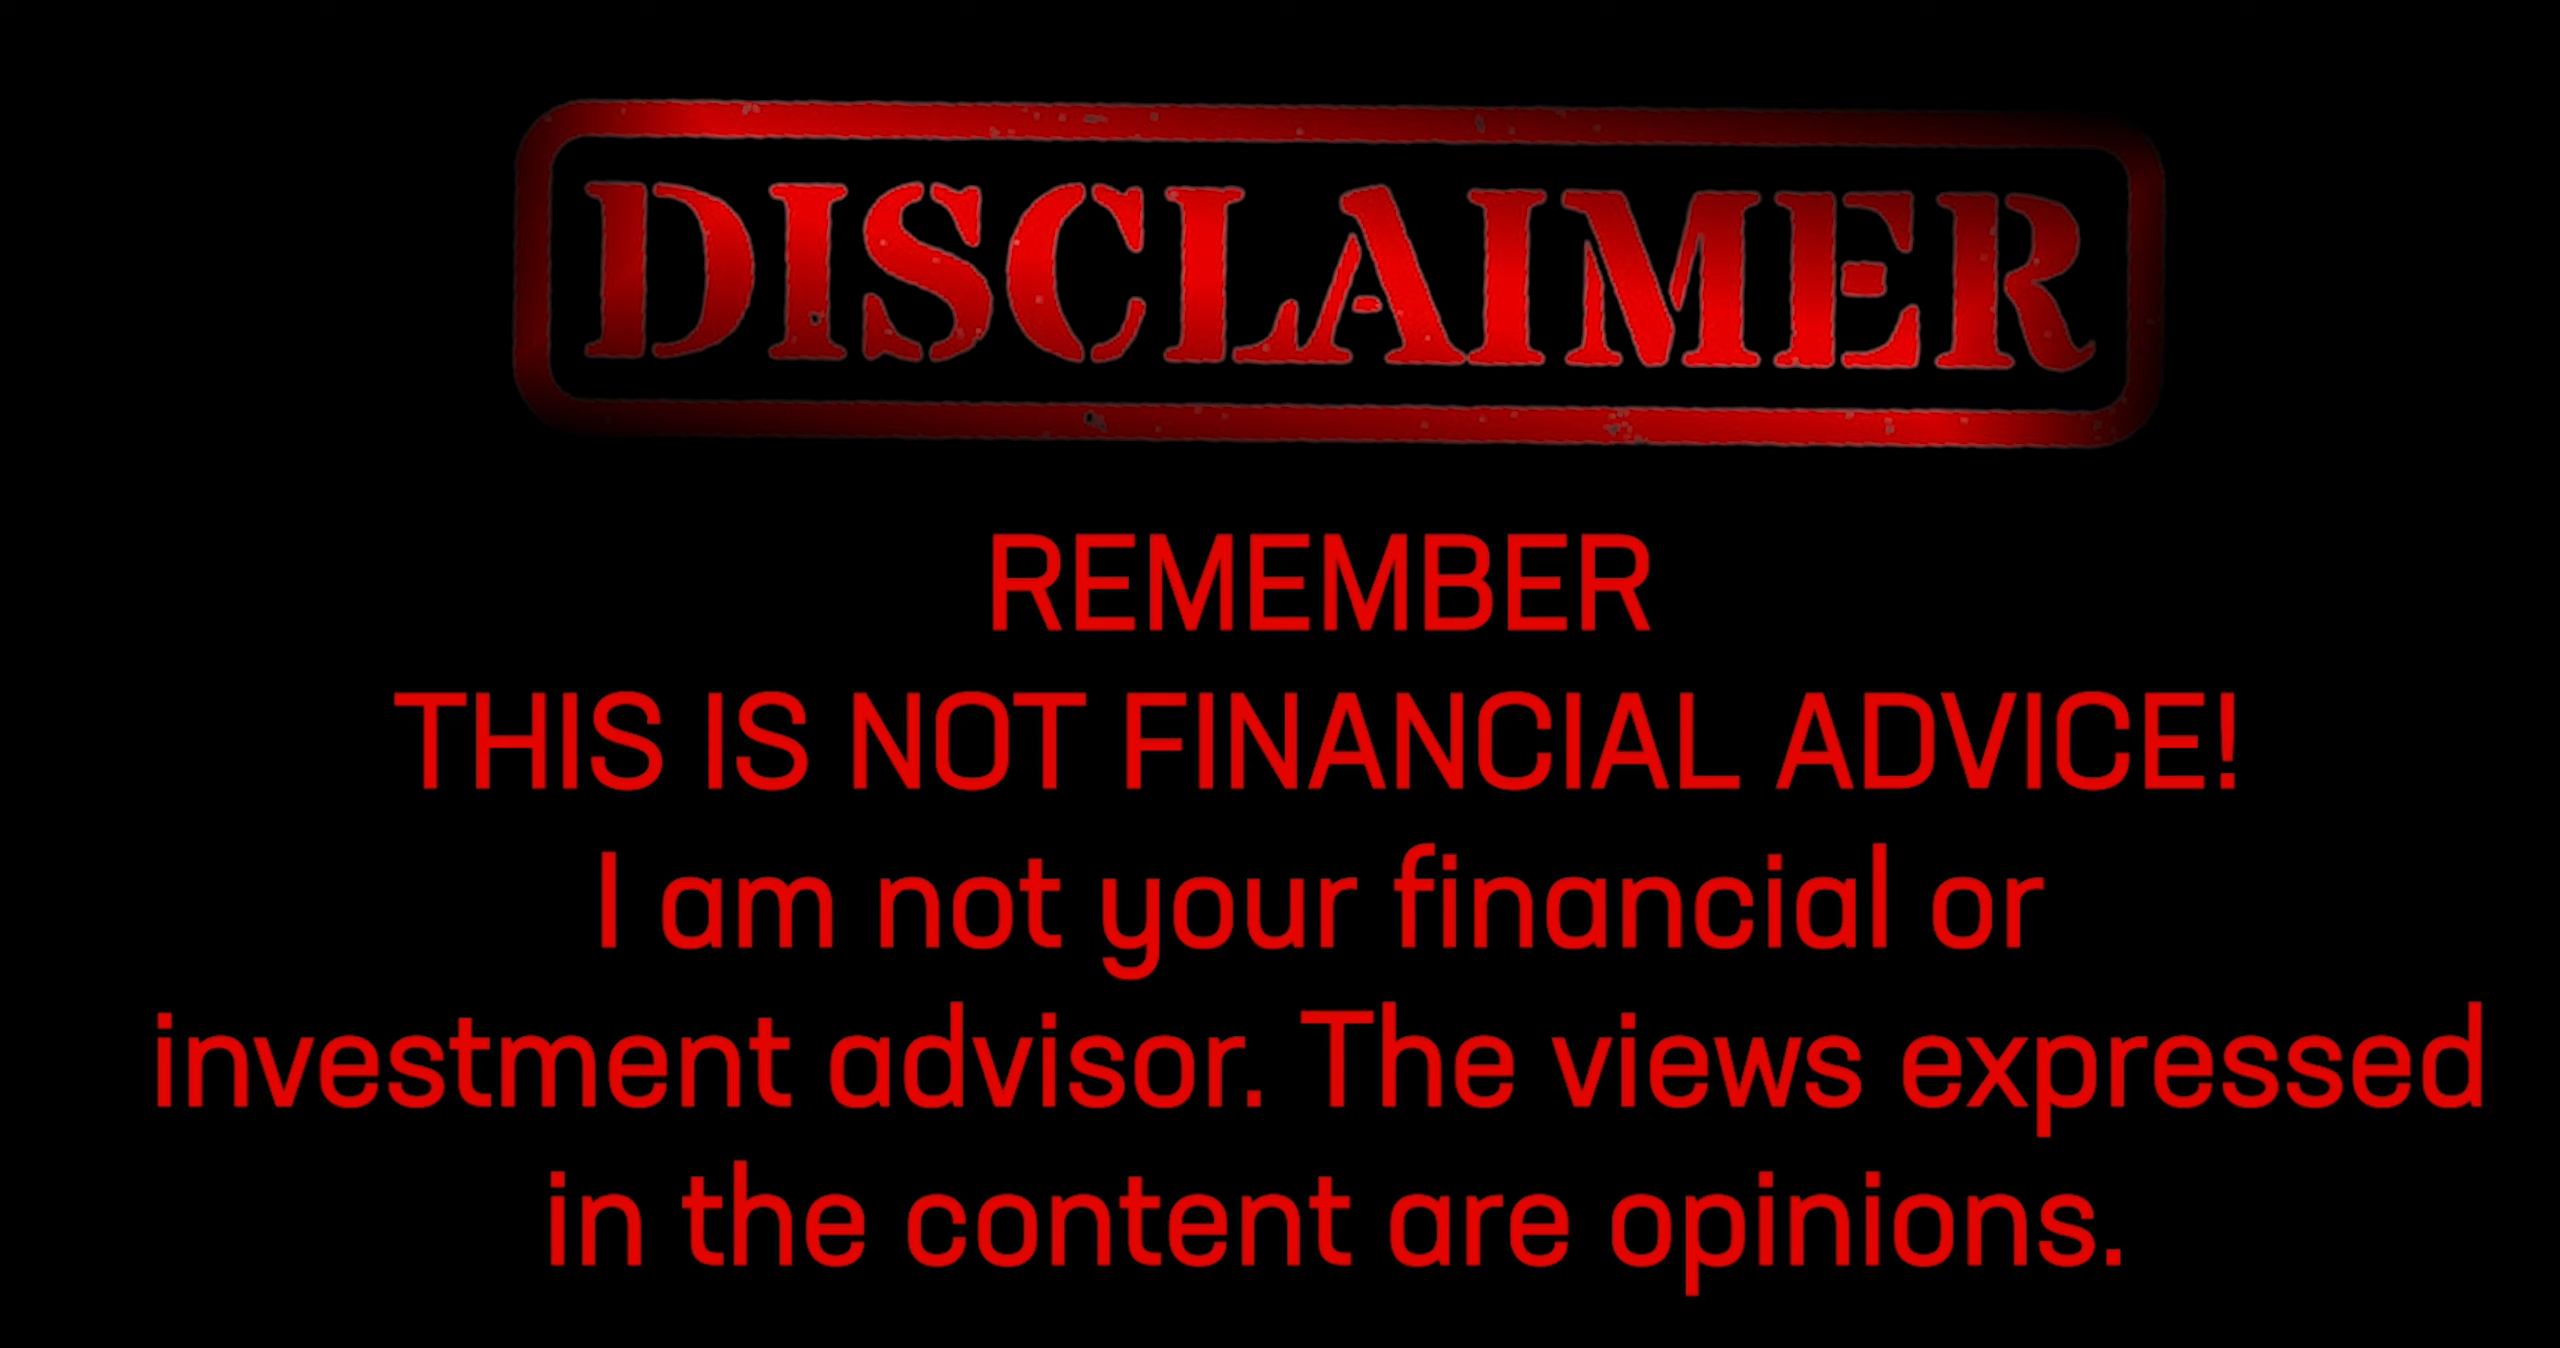 DISCLAIMER
REMEMBER
THIS IS NOT FINANCIAL ADVICE!
I am not your financial or
investment advisor. The views expressed
in the content are opinions.